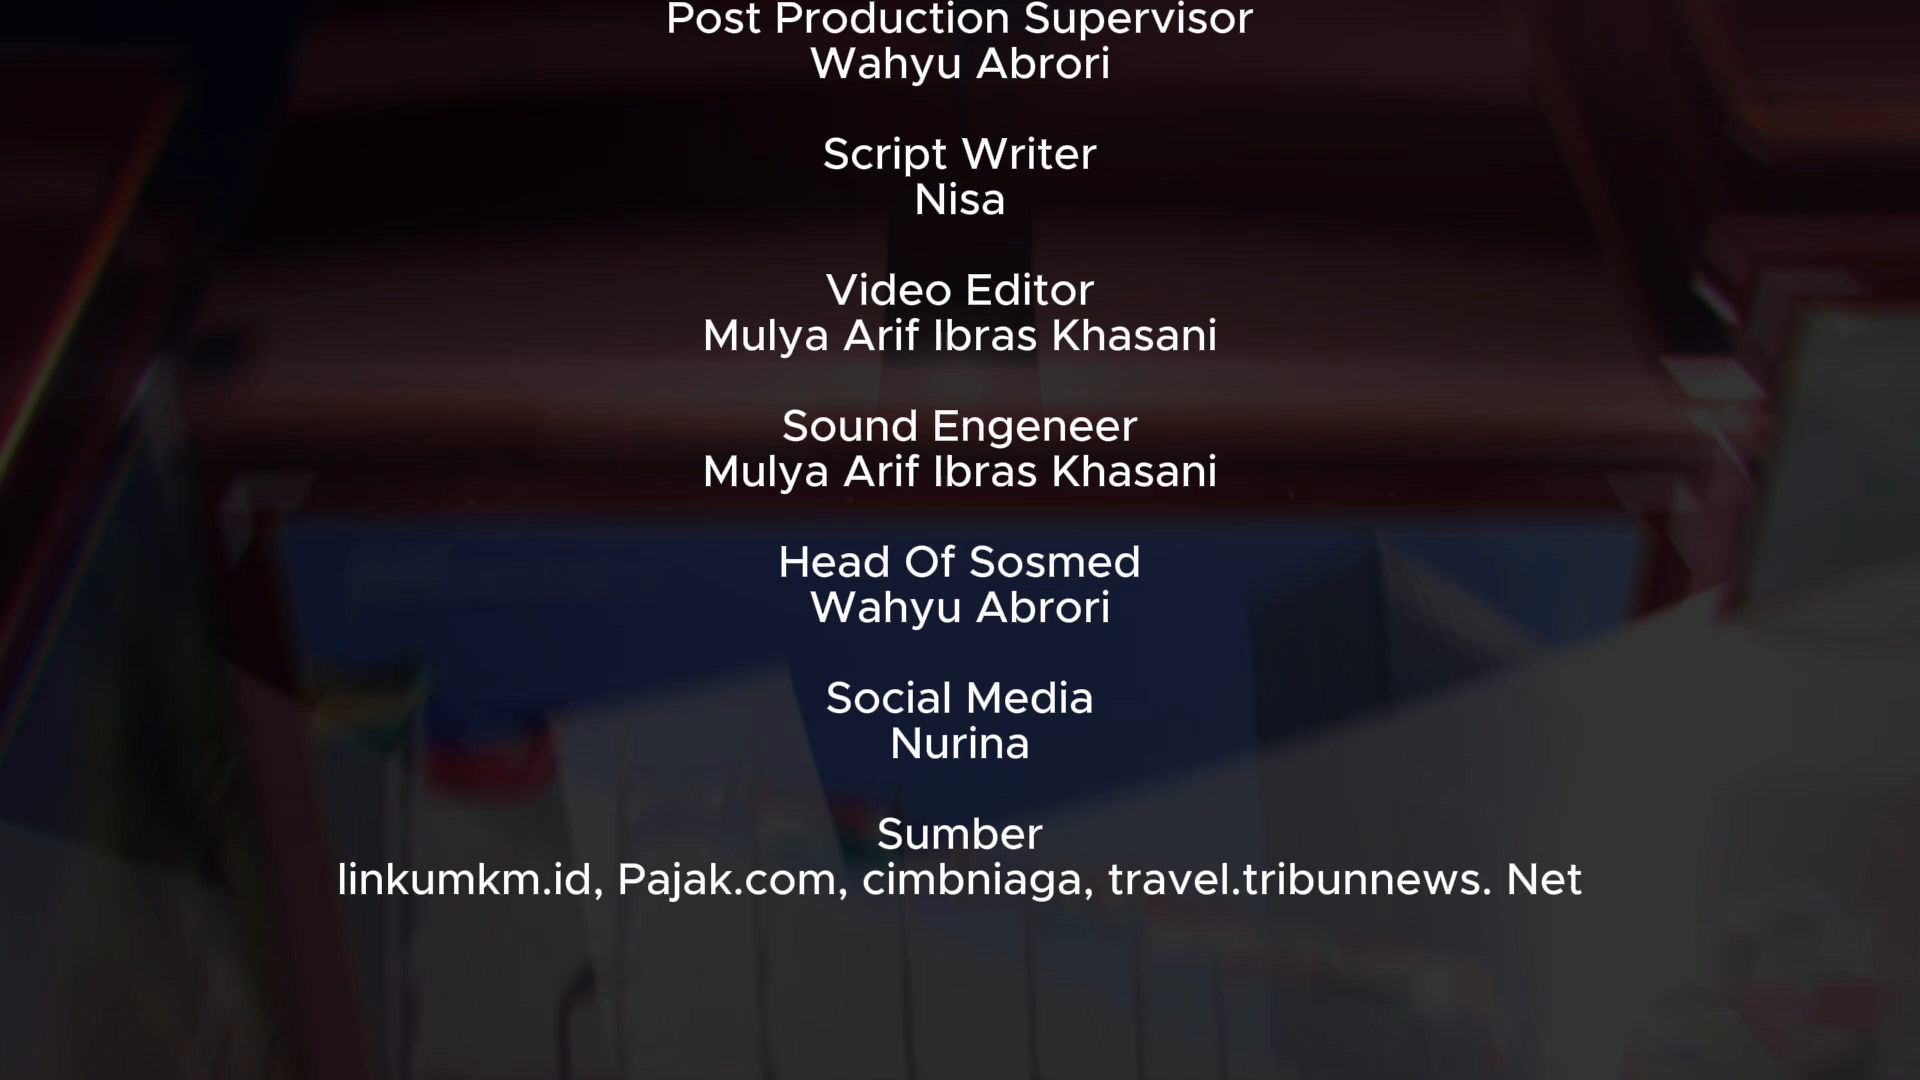 Post Production Supervisor
Wahyu Abrori
Script Writer
Nisa
Video Editor
Mulya Arif Ibras Khasani
Sound Engeneer
Mulya Arif Ibras Khasani
Head Of Sosmed
Wahyu Abrori
Social Media
Nurina
Sumber
linkumkm.id, Pajak.com, cimbniaga, travel.tribunnews. Net